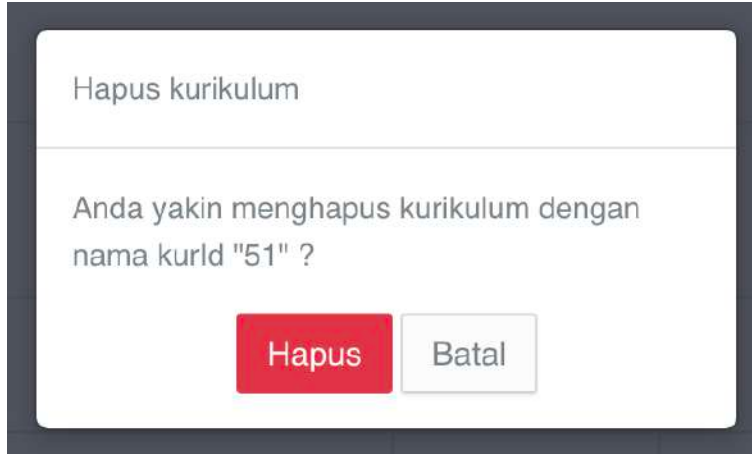 Hapus kurikulum
Anda yakin menghapus kurikulum dengan
nama kurId "51" ?
Hapus
Batal